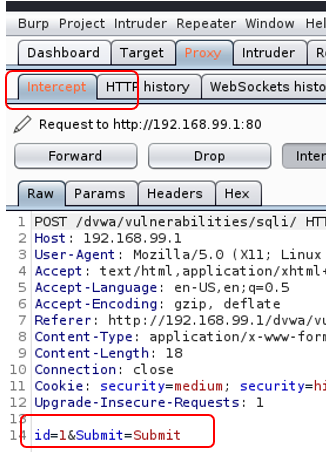 Burp Project Intruder Repeater Window Hel
Dashboard Target Proxy Intruder R
Intercept HTTP history WebSockets histo
Request to http://192.168.99.1:80
Forward Drop Inter
Raw Params Headers Hex
1 POST /dvwa/vulnerabilities/sqli/ HT
2 Host: 192.168.99.1
3 User-Agent: Mozilla/5.0 (X11; Linux
4 Accept: text/html,application/xhtml+
5 Accept-Language: en-US,en;q=0.5
6 Accept-Encoding: gzip, deflate
7 Referer: http://192.168.99.1/dvwa/vu
8 Content-Type: application/x-www-form
9 Content-Length: 18
10 Connection: close
11 Cookie: security=medium; security=hi
12 Upgrade-Insecure-Requests: 1
13
14 id=1&Submit=Submit